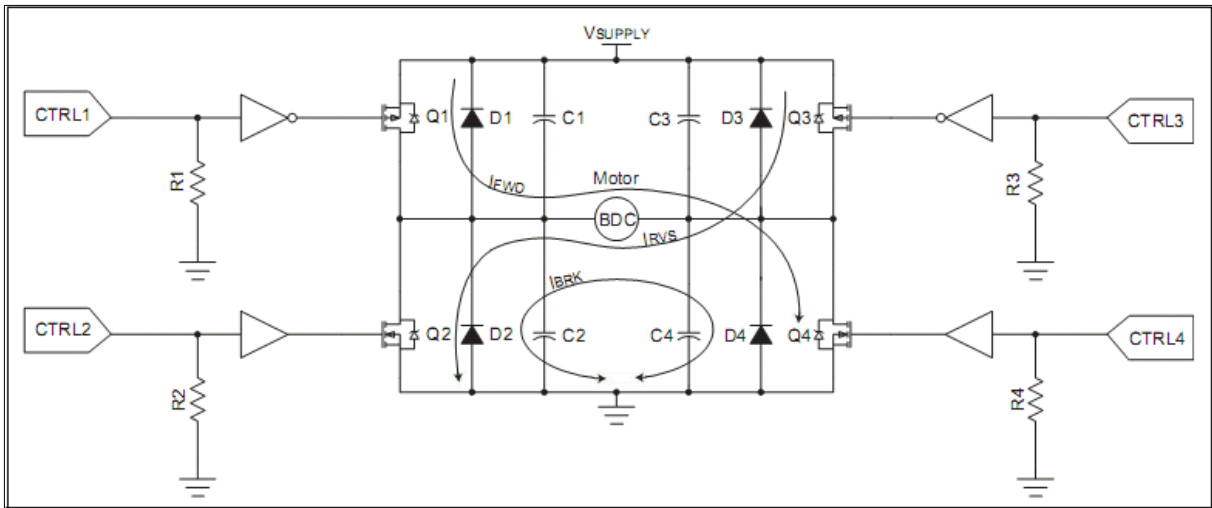 VSUPPLY
CTRL1
Q1
D1
C1
C3
D3
Q3
CTRL3
R1
R3
IFWD
Motor
BDC
IRVS
IBRK
CTRL2
Q2
D2
C2
C4
D4
Q4
CTRL4
R2
R4